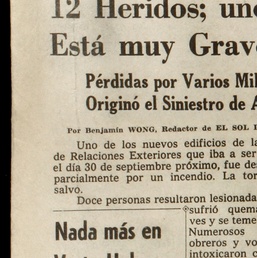 12 Heridos; uno
Está muy Grave
Pérdidas por Varios Mil
Originó el Siniestro de A
Por Benjamín WONG, Redactor de EL SOL D
Uno de los nuevos edificios de la
de Relaciones Exteriores que iba a ser
el día 30 de septiembre próximo, fue des
parcialmente por un incendio. La tor
salvo.
Doce personas resultaron lesionadas
sufrió quema
ves y se teme
Nada más en
Numerosos
obreros y vo
intoxicaron c